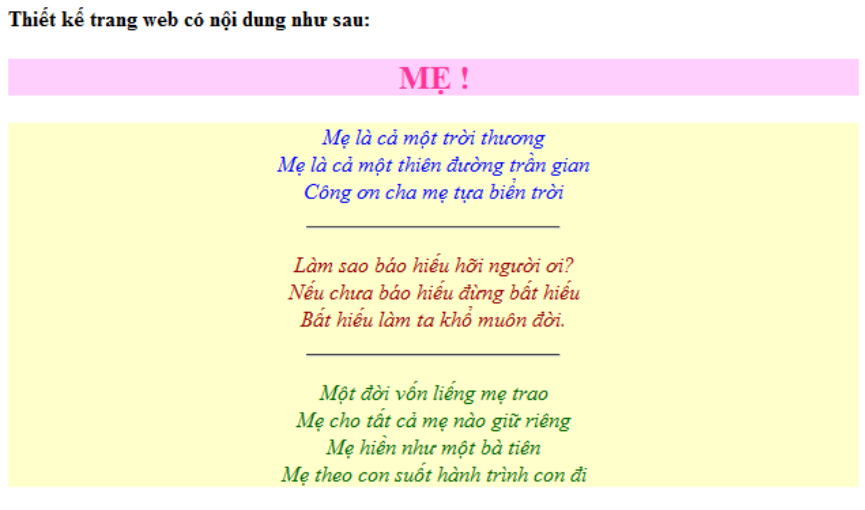 Thiết kế trang web có nội dung như sau:
MẸ !
Mẹ là cả một trời thương
Mẹ là cả một thiên đường trần gian
Công ơn cha mẹ tựa biển trời
Làm sao báo hiếu hỡi người ơi?
Nếu chưa báo hiếu đừng bất hiếu
Bất hiếu làm ta khổ muôn đời.
Một đời vốn liếng mẹ trao
Mẹ cho tất cả mẹ nào giữ riêng
Mẹ hiền như một bà tiên
Mẹ theo con suốt hành trình con đi